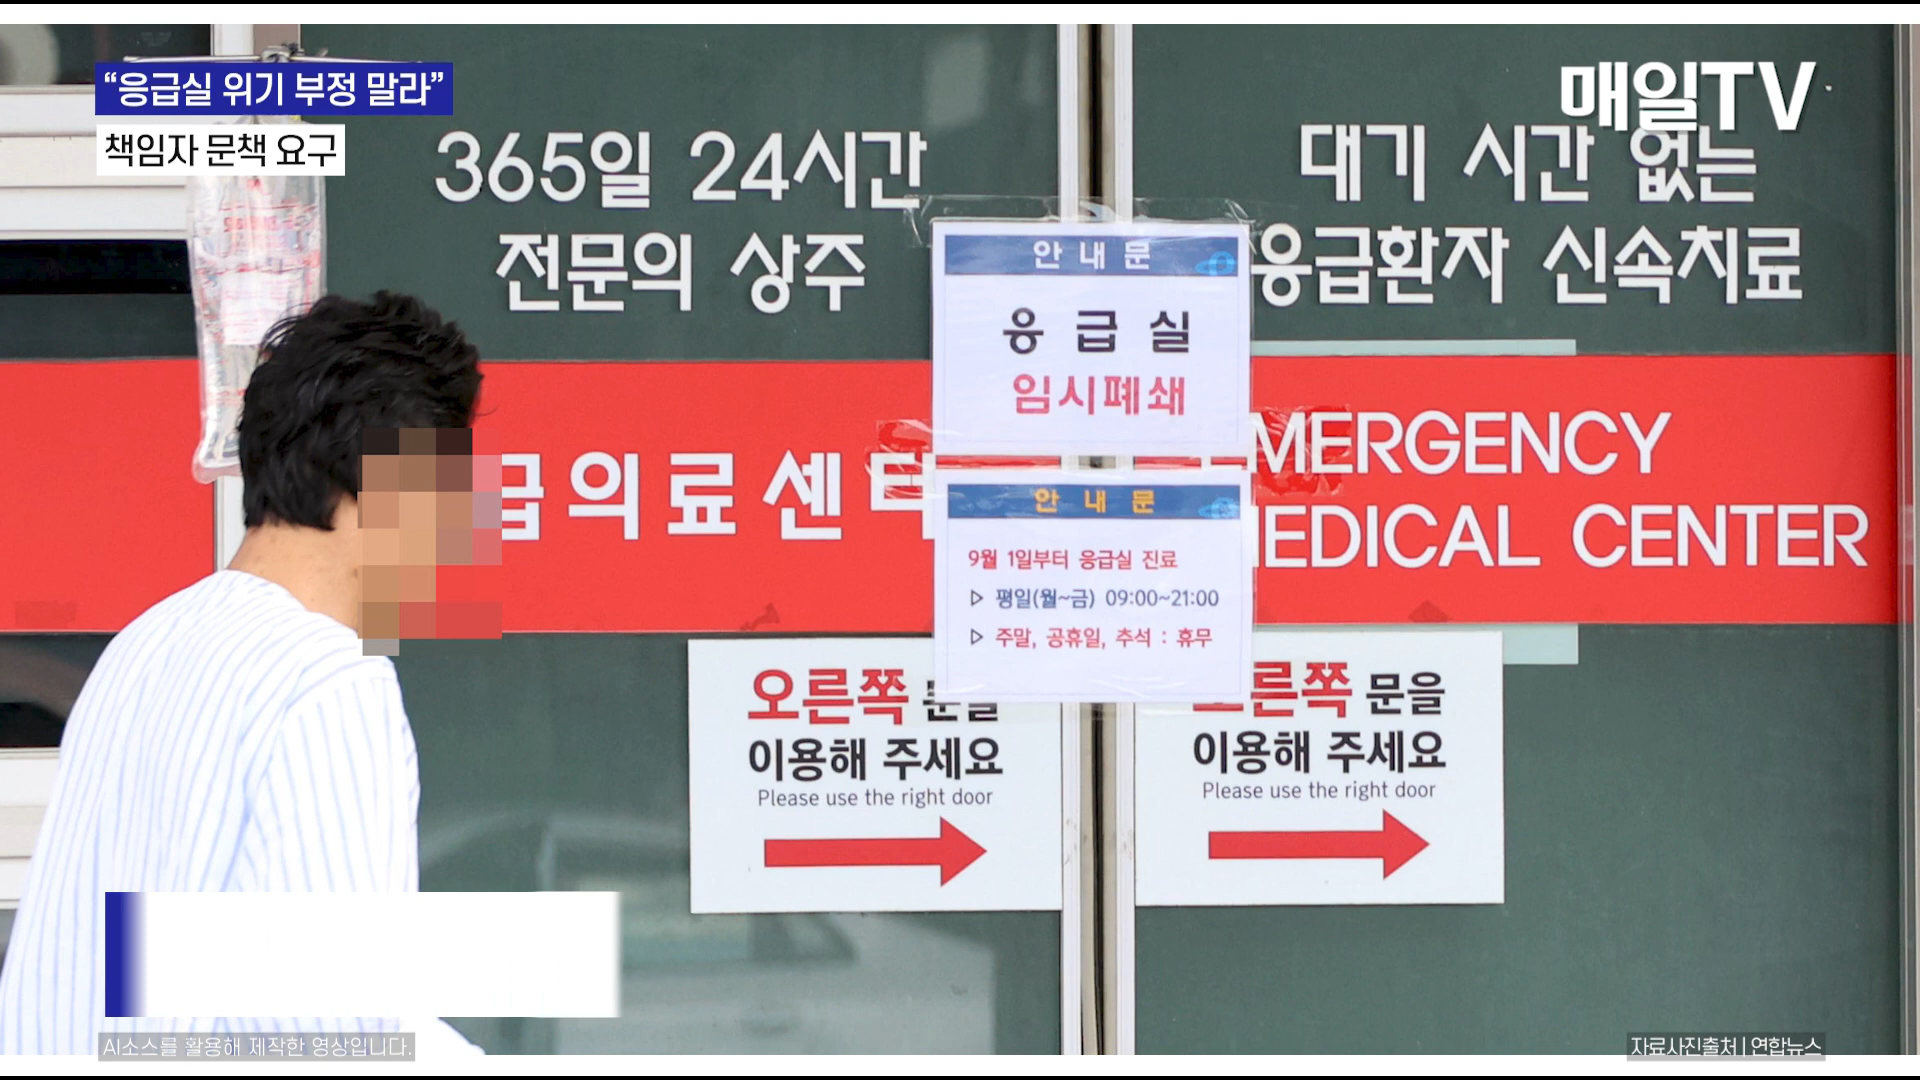 “응급실 위기 부정 말라”
책임자 문책 요구
매일TV
365일 24시간
전문의 상주
대기 시간 없는
응급환자 신속치료
안내문
응급실
임시폐쇄
급의료센터
EMERGENCY
MEDICAL CENTER
안내문
9월 1일부터 응급실 진료
▷ 평일(월~금) 09:00~21:00
▷ 주말, 공휴일, 추석 : 휴무
오른쪽 문을
이용해 주세요
Please use the right door
오른쪽 문을
이용해 주세요
Please use the right door
AI소스를 활용해 제작한 영상입니다.
자료사진출처 | 연합뉴스